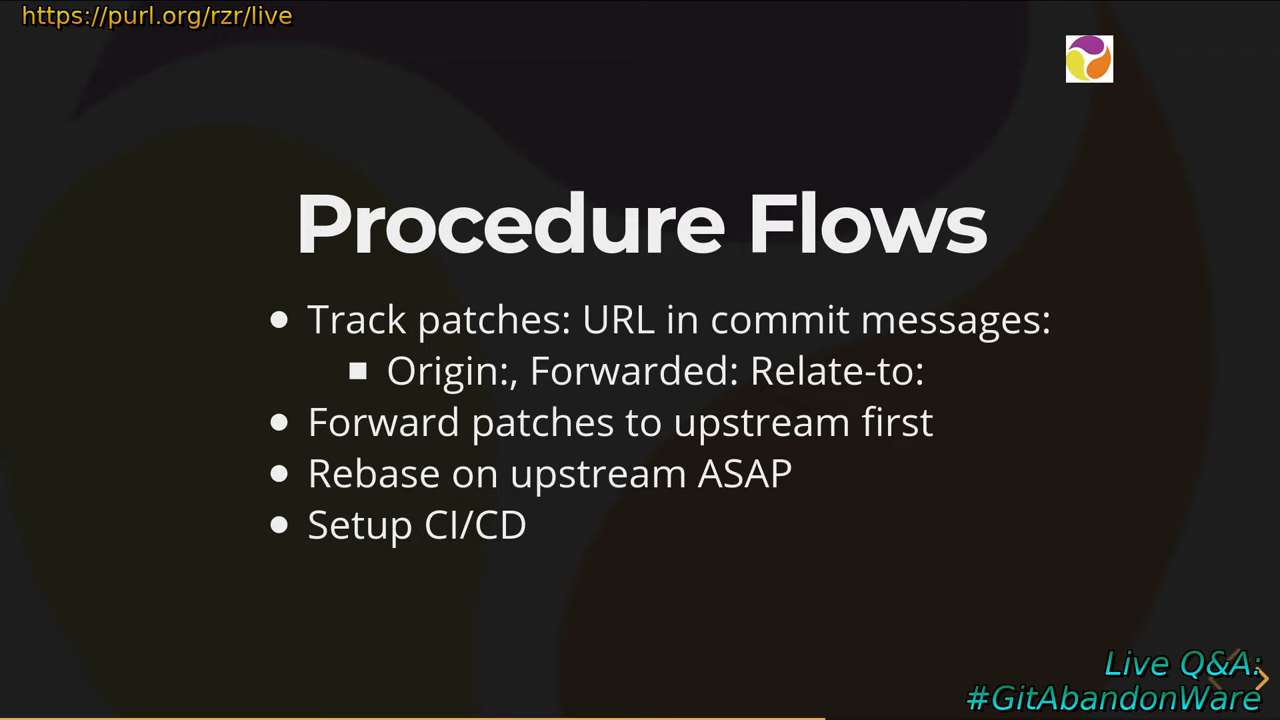 https://purl.org/rzr/live
Procedure Flows
Track patches: URL in commit messages:
Origin:, Forwarded: Relate-to:
Forward patches to upstream first
Rebase on upstream ASAP
Setup CI/CD
Live Q&A:
#GitAbandonWare